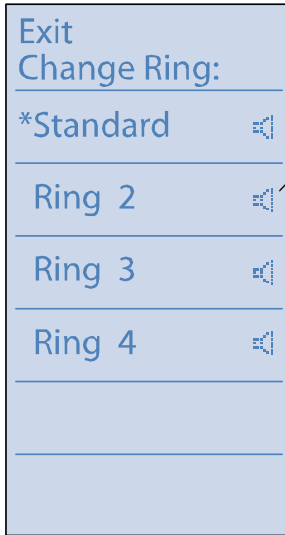 Exit
Change Ring:
*Standard
Ring 2
Ring 3
Ring 4